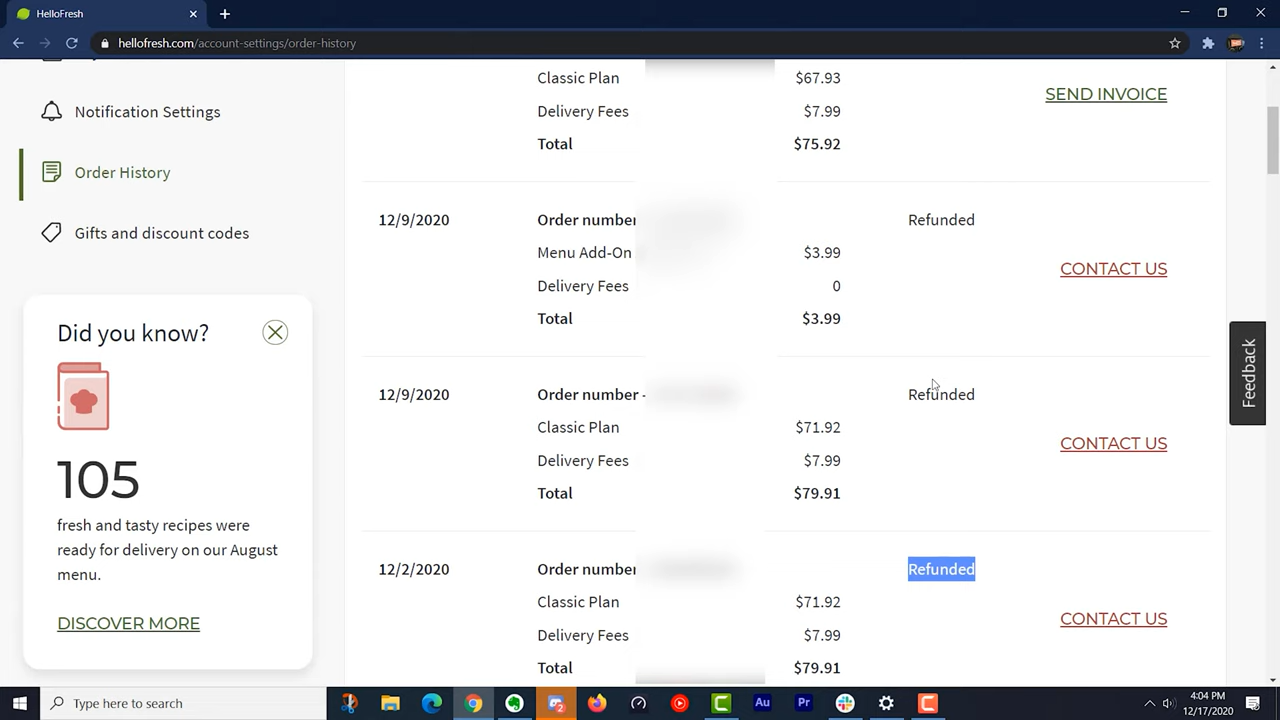 HelloFresh
hellofresh.com/account-settings/order-history
Notification Settings
Order History
Gifts and discount codes
Did you know?
105
fresh and tasty recipes were
ready for delivery on our August
menu.
DISCOVER MORE
Classic Plan $67.93
SEND INVOICE
Delivery Fees $7.99
Total $75.92
12/9/2020 Order number Refunded
Menu Add-On $3.99
CONTACT US
Delivery Fees 0
Total $3.99
12/9/2020 Order number - Refunded
Classic Plan $71.92
CONTACT US
Delivery Fees $7.99
Total $79.91
12/2/2020 Order number Refunded
Classic Plan $71.92
CONTACT US
Delivery Fees $7.99
Total $79.91
Feedback
Type here to search
2
Au
Pr
4:04 PM
12/17/2020